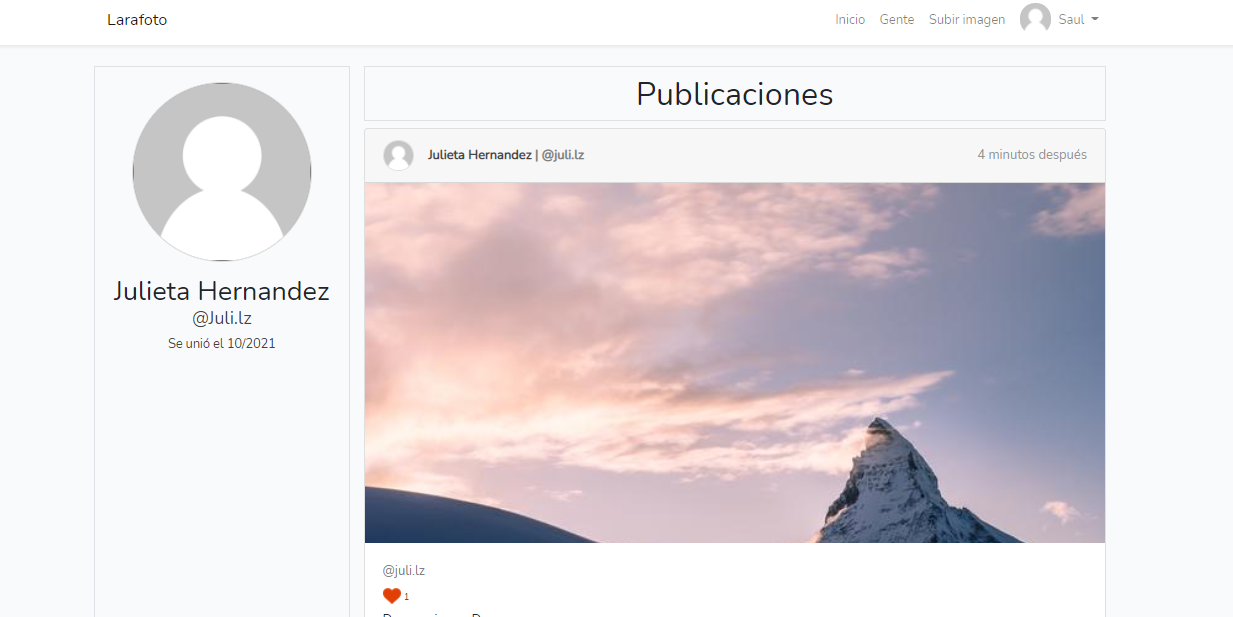 Larafoto
Inicio Gente Subir imagen Saul
Julieta Hernandez
@Juli.lz
Se unió el 10/2021
Publicaciones
Julieta Hernandez | @juli.lz
4 minutos después
@juli.lz
1